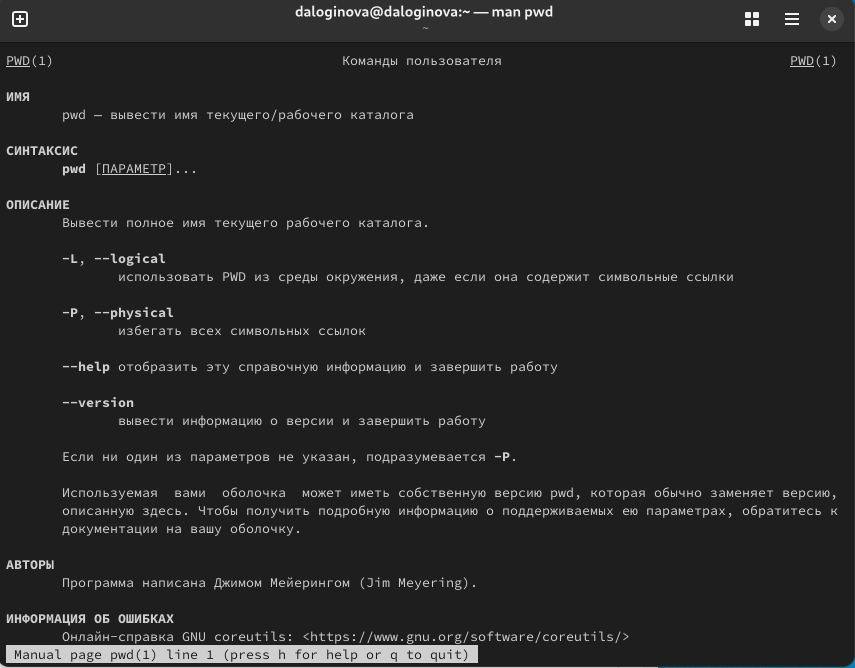 daloginova@daloginova:~ — man pwd
~
PWD(1) Команды пользователя PWD(1)
ИМЯ
pwd — вывести имя текущего/рабочего каталога
СИНТАКСИС
pwd [ПАРАМЕТР]...
ОПИСАНИЕ
Вывести полное имя текущего рабочего каталога.
-L, --logical
использовать PWD из среды окружения, даже если она содержит символьные ссылки
-P, --physical
избегать всех символьных ссылок
--help отобразить эту справочную информацию и завершить работу
--version
вывести информацию о версии и завершить работу
Если ни один из параметров не указан, подразумевается -P.
Используемая вами оболочка может иметь собственную версию pwd, которая обычно заменяет версию,
описанную здесь. Чтобы получить подробную информацию о поддерживаемых ею параметрах, обратитесь к
документации на вашу оболочку.
АВТОРЫ
Программа написана Джимом Мейерингом (Jim Meyering).
ИНФОРМАЦИЯ ОБ ОШИБКАХ
Онлайн-справка GNU coreutils: <https://www.gnu.org/software/coreutils/>
Manual page pwd(1) line 1 (press h for help or q to quit)